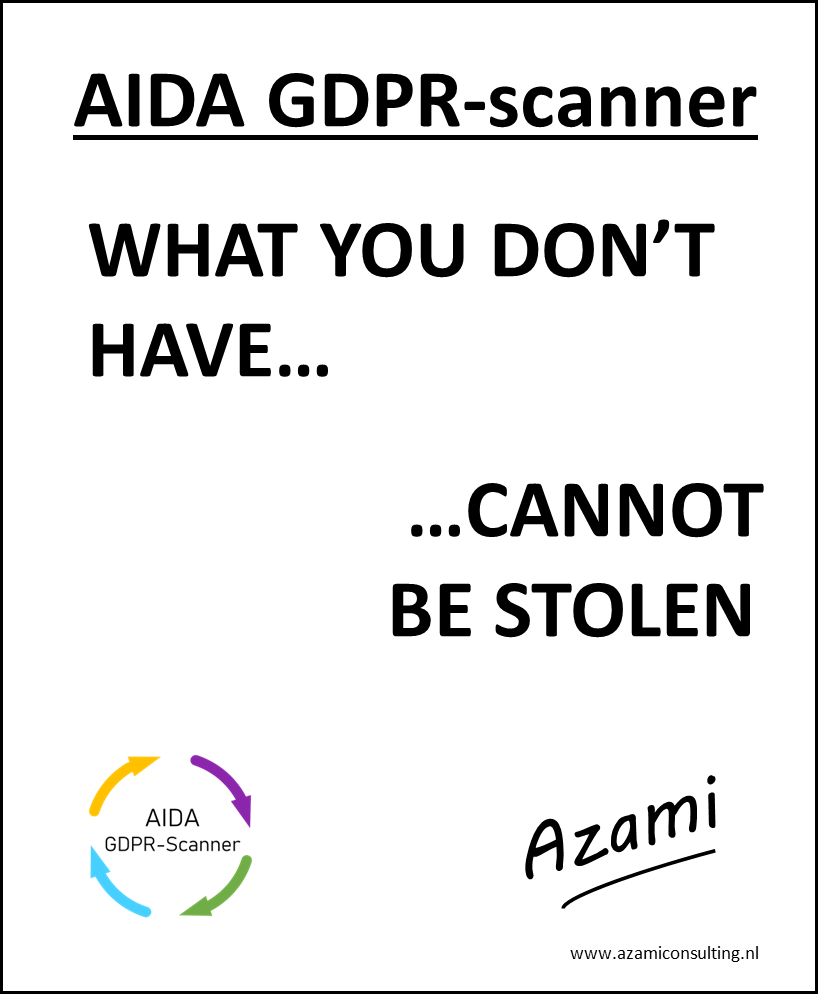 AIDA GDPR-scanner
WHAT YOU DON’T
HAVE…
…CANNOT
BE STOLEN
AIDA
GDPR-Scanner
Azami
www.azamiconsulting.nl